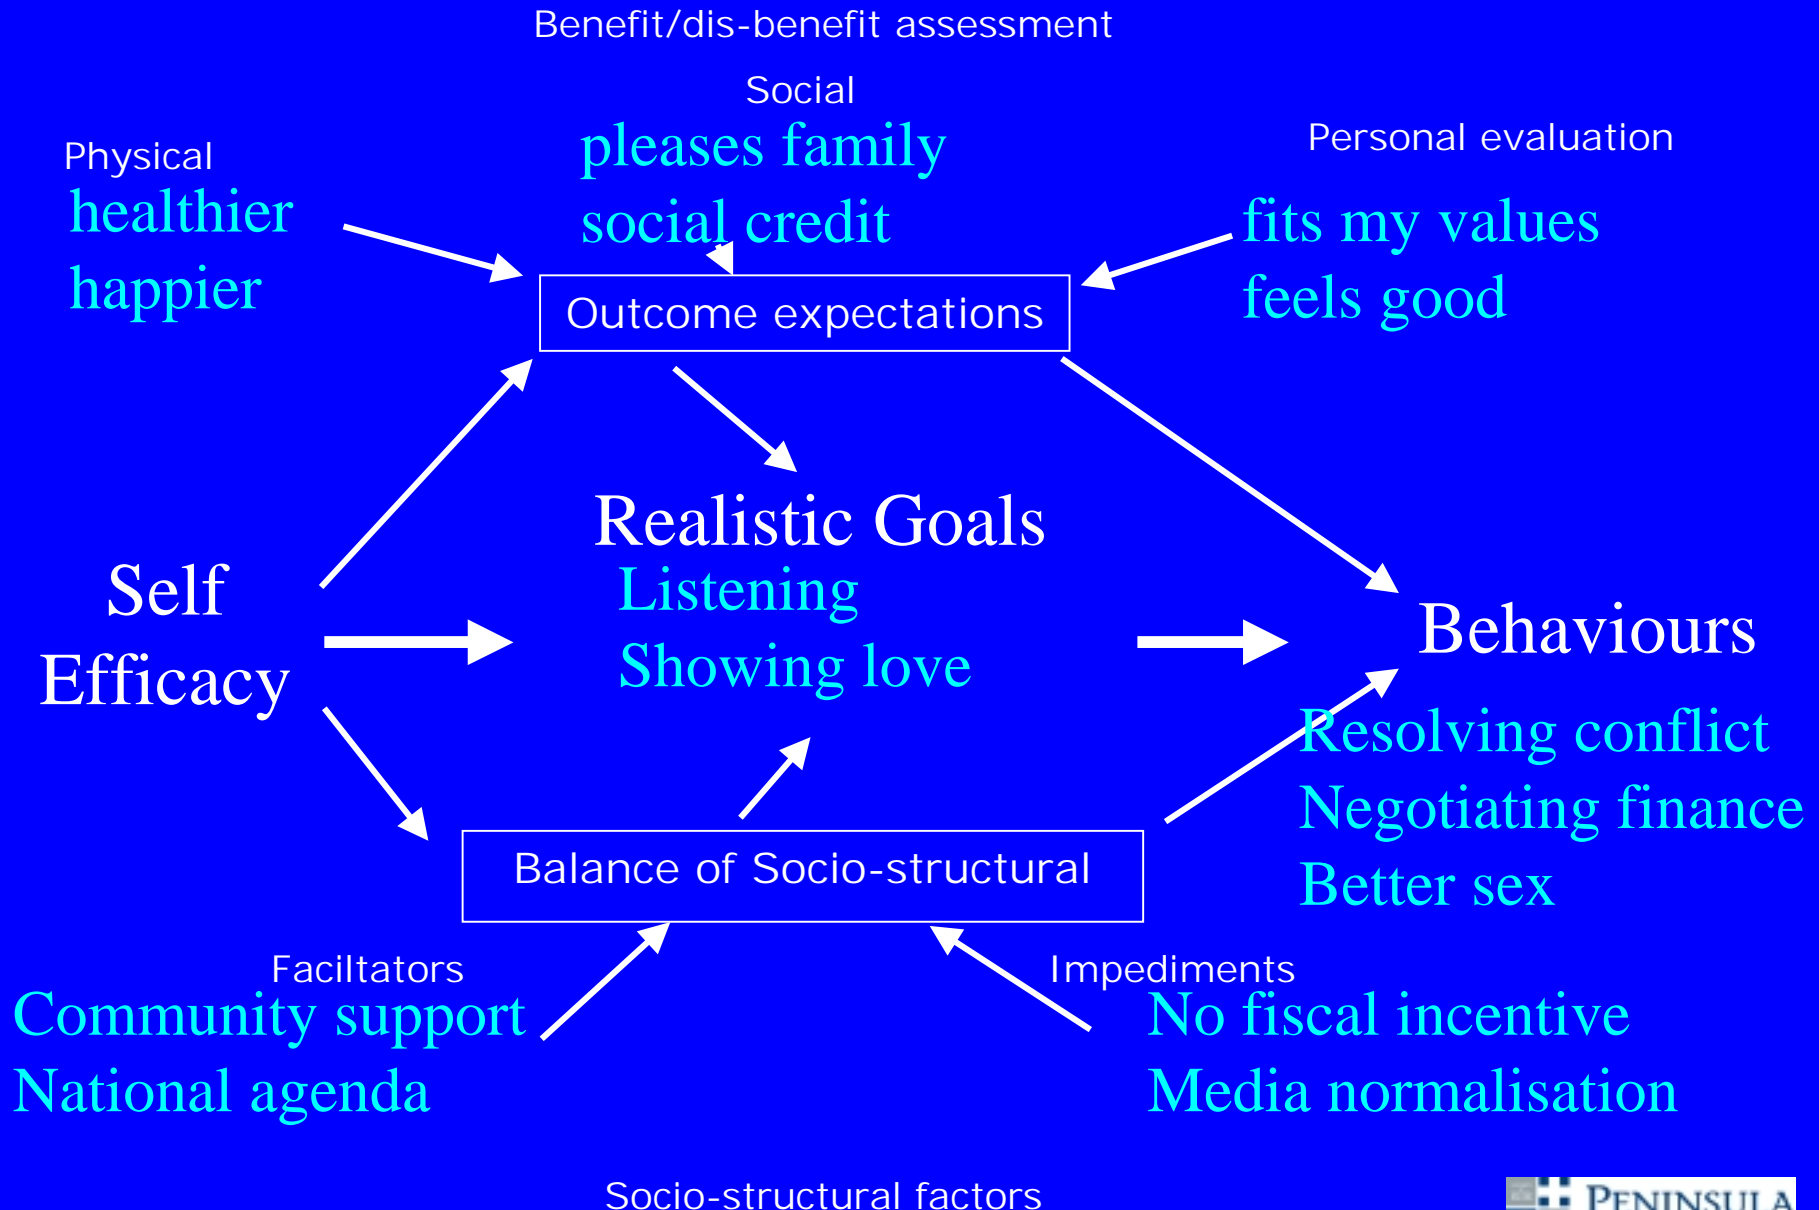 Benefit/dis-benefit assessment
Social
pleases family
social credit
Physical
healthier
happier
Personal evaluation
fits my values
feels good
Outcome expectations
Realistic Goals
Listening
Showing love
Self
Efficacy
Behaviours
Resolving conflict
Negotiating finance
Better sex
Balance of Socio-structural
Faciltators
Community support
National agenda
Impediments
No fiscal incentive
Media normalisation
Socio-structural factors
PENINSULA